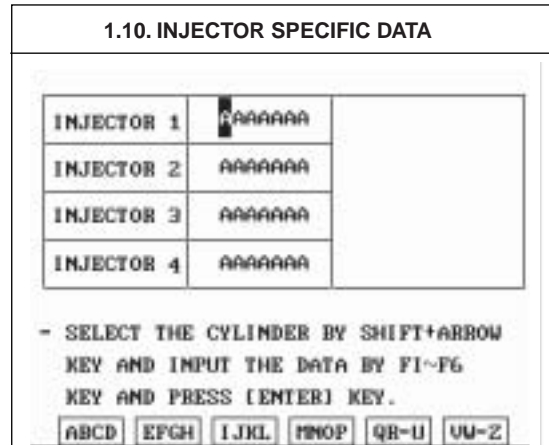 1.10. INJECTOR SPECIFIC DATA
INJECTOR 1 AAAAAAA
INJECTOR 2 AAAAAAA
INJECTOR 3 AAAAAAA
INJECTOR 4 AAAAAAA
- SELECT THE CYLINDER BY SHIFT+ARROW
KEY AND INPUT THE DATA BY F1~F6
KEY AND PRESS [ENTER] KEY.
ABCD EFGH IJKL MNOP QR-U VW-Z